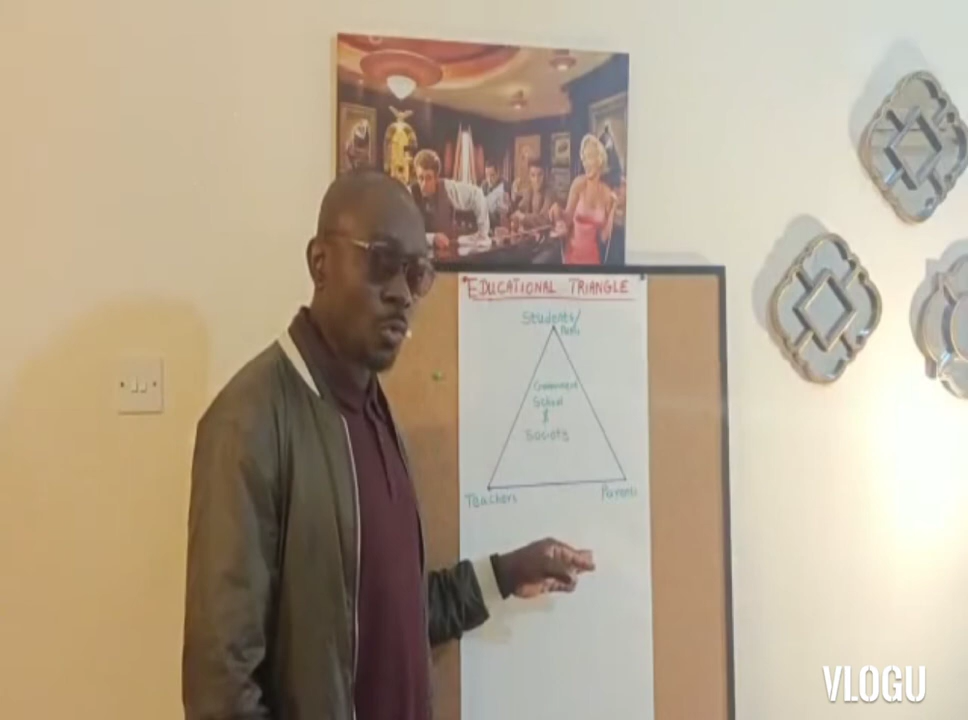 EDUCATIONAL TRIANGLE
Students/
Pupils
Government
School
&
Society
Teachers
Parents
VLOGU